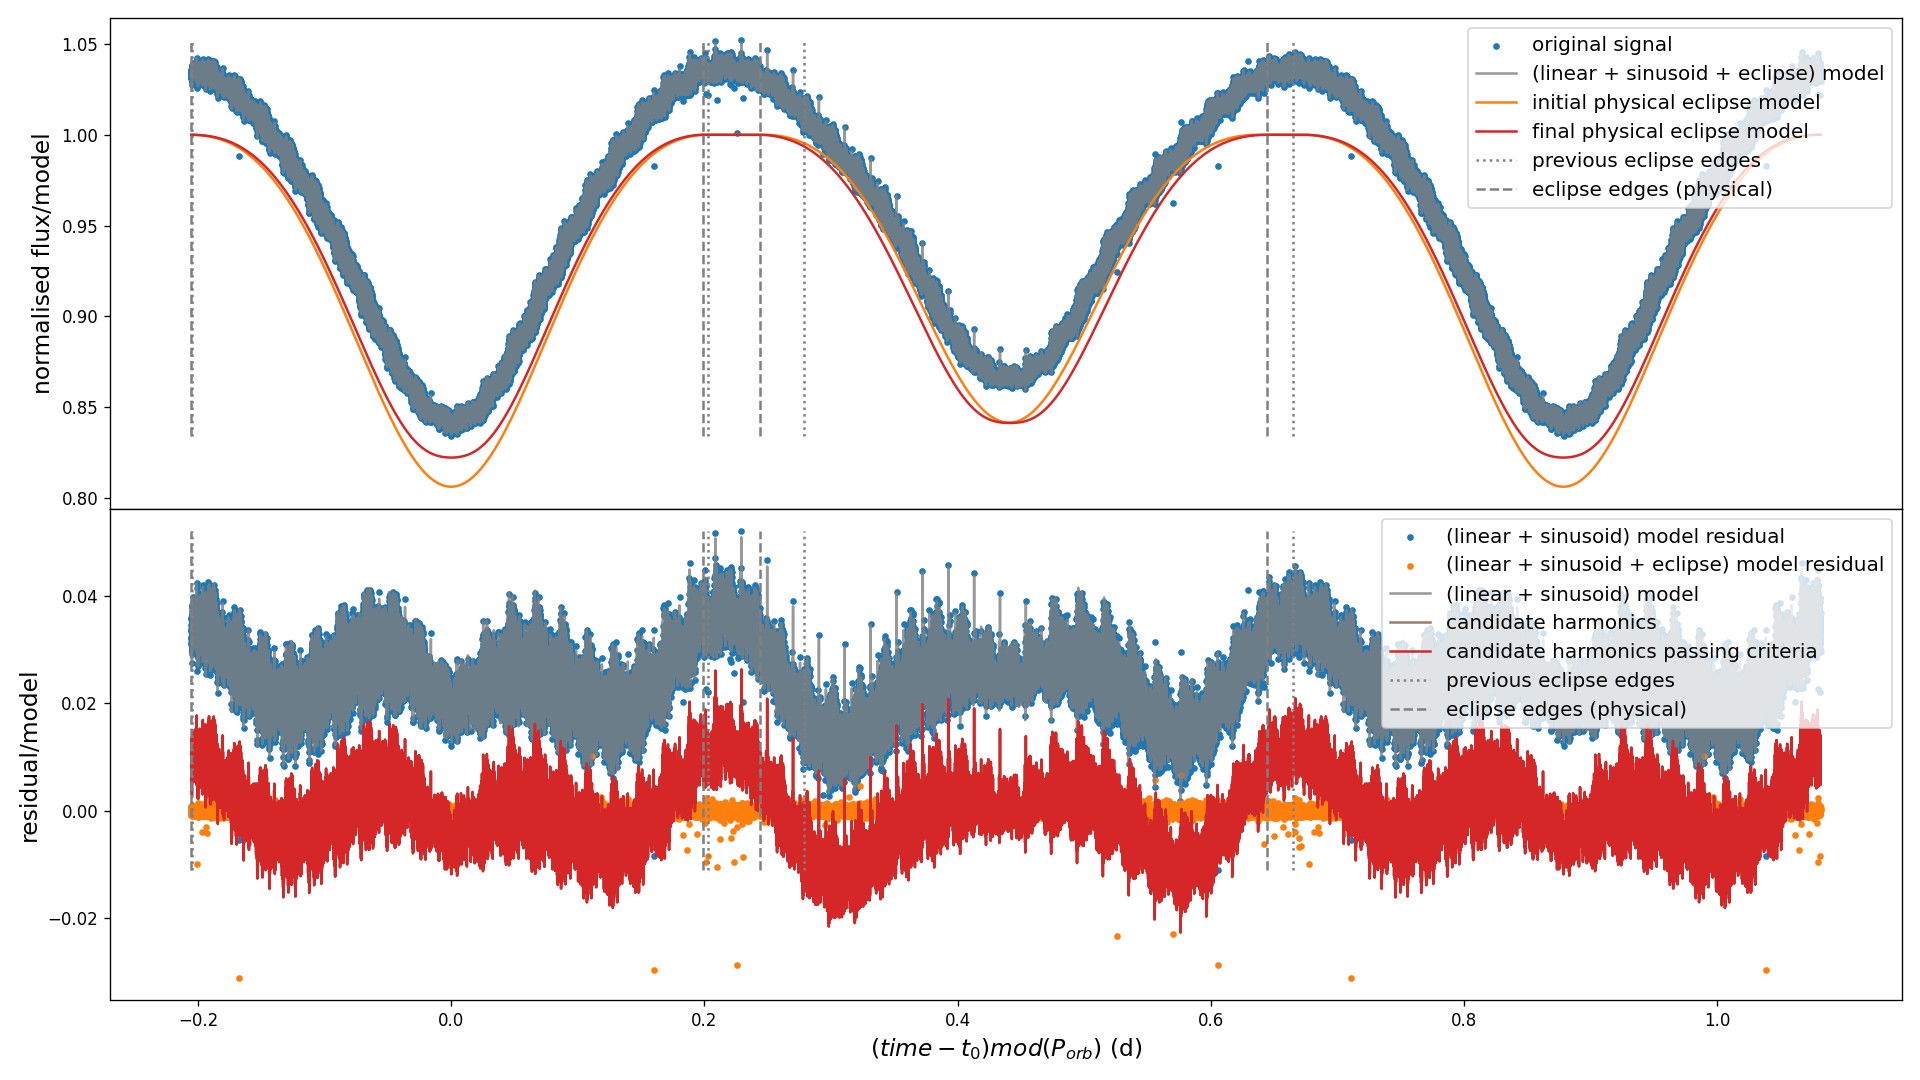 1.05
1.00
0.95
0.90
0.85
0.80
normalised flux/model
original signal
(linear + sinusoid + eclipse) model
initial physical eclipse model
final physical eclipse model
previous eclipse edges
eclipse edges (physical)
0.04
0.02
0.00
−0.02
residual/model
(linear + sinusoid) model residual
(linear + sinusoid + eclipse) model residual
(linear + sinusoid) model
candidate harmonics
candidate harmonics passing criteria
previous eclipse edges
eclipse edges (physical)
−0.2 0.0 0.2 0.4 0.6 0.8 1.0
(time − t₀)mod(Pₒᵣb) (d)